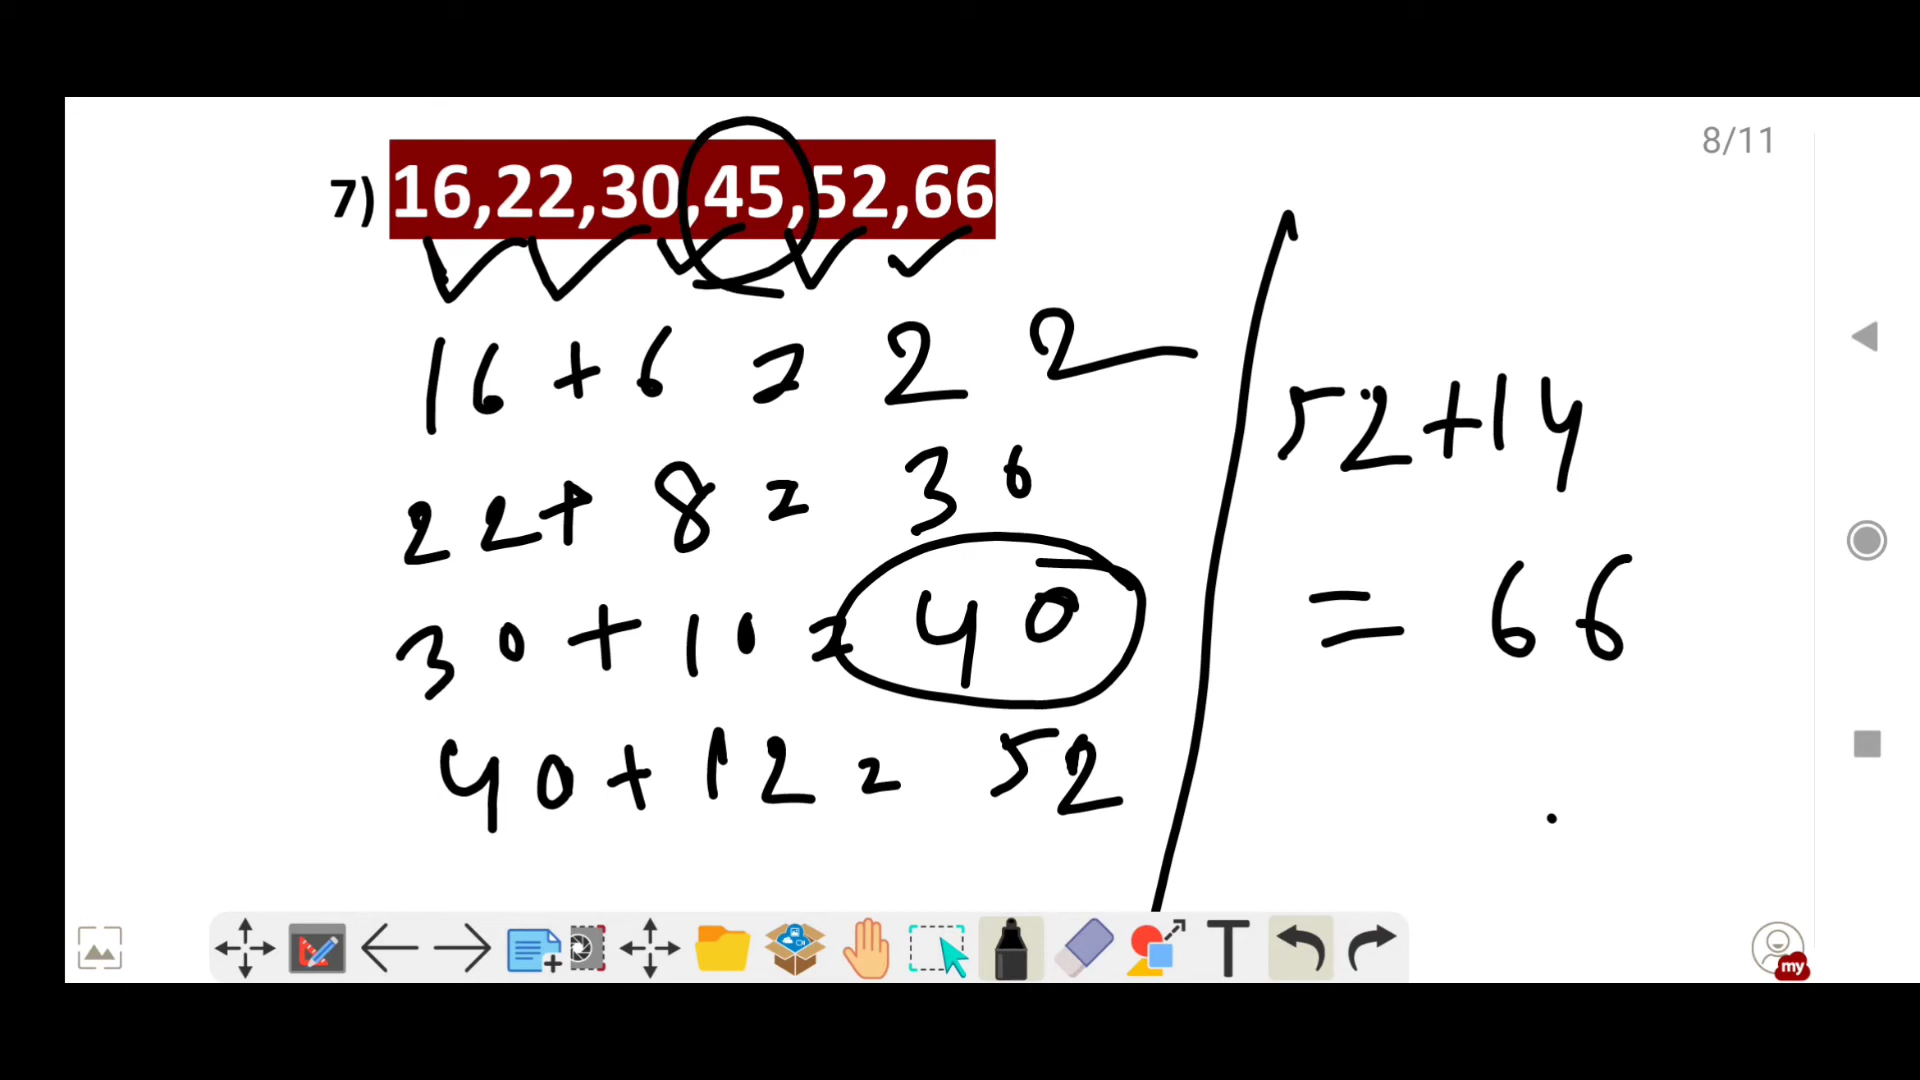 8/11
7) 16,22,30,45,52,66
16 + 6 = 22
22 + 8 = 30
30 + 10 = 40
40 + 12 = 52
52 + 14
= 66
T
my